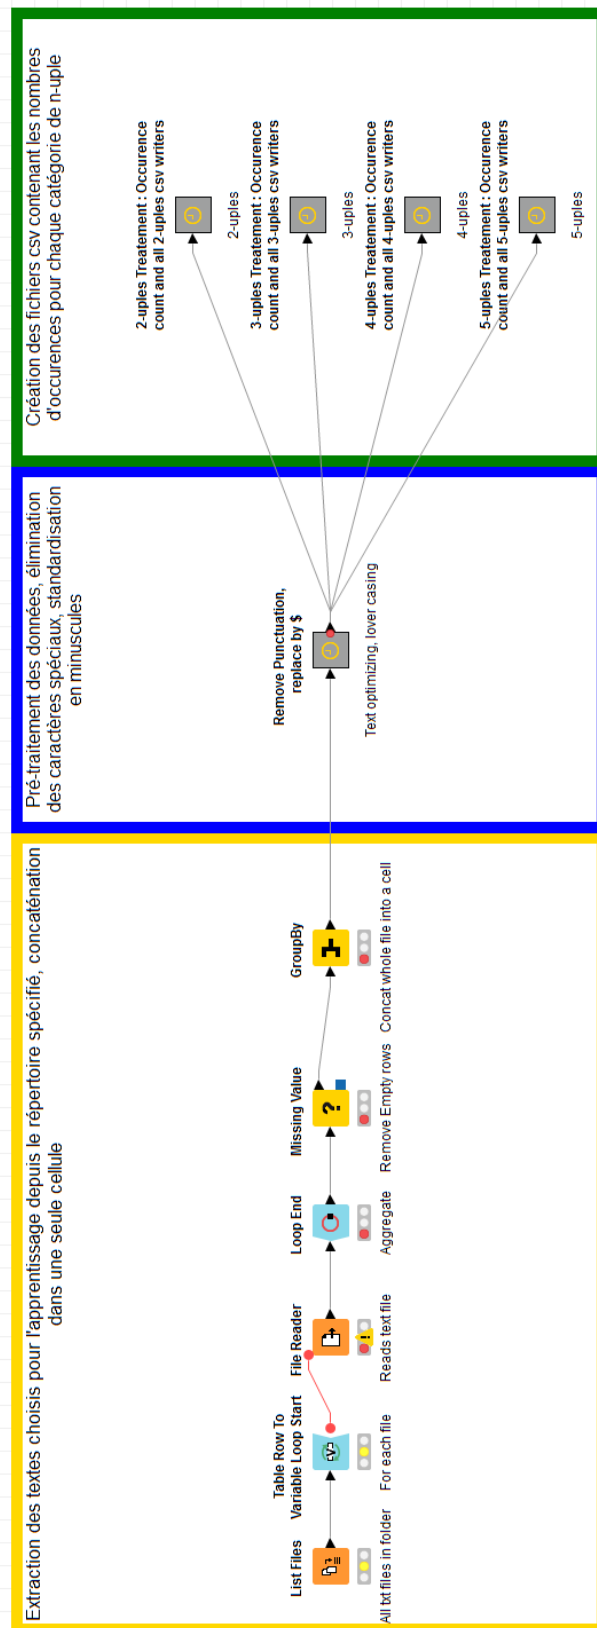 Extraction des textes choisis pour l'apprentissage depuis le répertoire spécifié, concaténation
dans une seule cellule
List Files
All txt files in folder
Table Row To
Variable Loop Start
For each file
File Reader
Reads text file
Loop End
Aggregate
Missing Value
Remove Empty rows
GroupBy
Concat whole file into a cell
Pré-traitement des données, élimination
des caractères spéciaux, standardisation
en minuscules
Remove Punctuation,
replace by $
Text optimizing, lover casing
Création des fichiers csv contenant les nombres
d'occurences pour chaque catégorie de n-uple
2-uples Treatement : Occurence
count and all 2-uples csv writers
2-uples
3-uples Treatement : Occurence
count and all 3-uples csv writers
3-uples
4-uples Treatement : Occurence
count and all 4-uples csv writers
4-uples
5-uples Treatement : Occurence
count and all 5-uples csv writers
5-uples